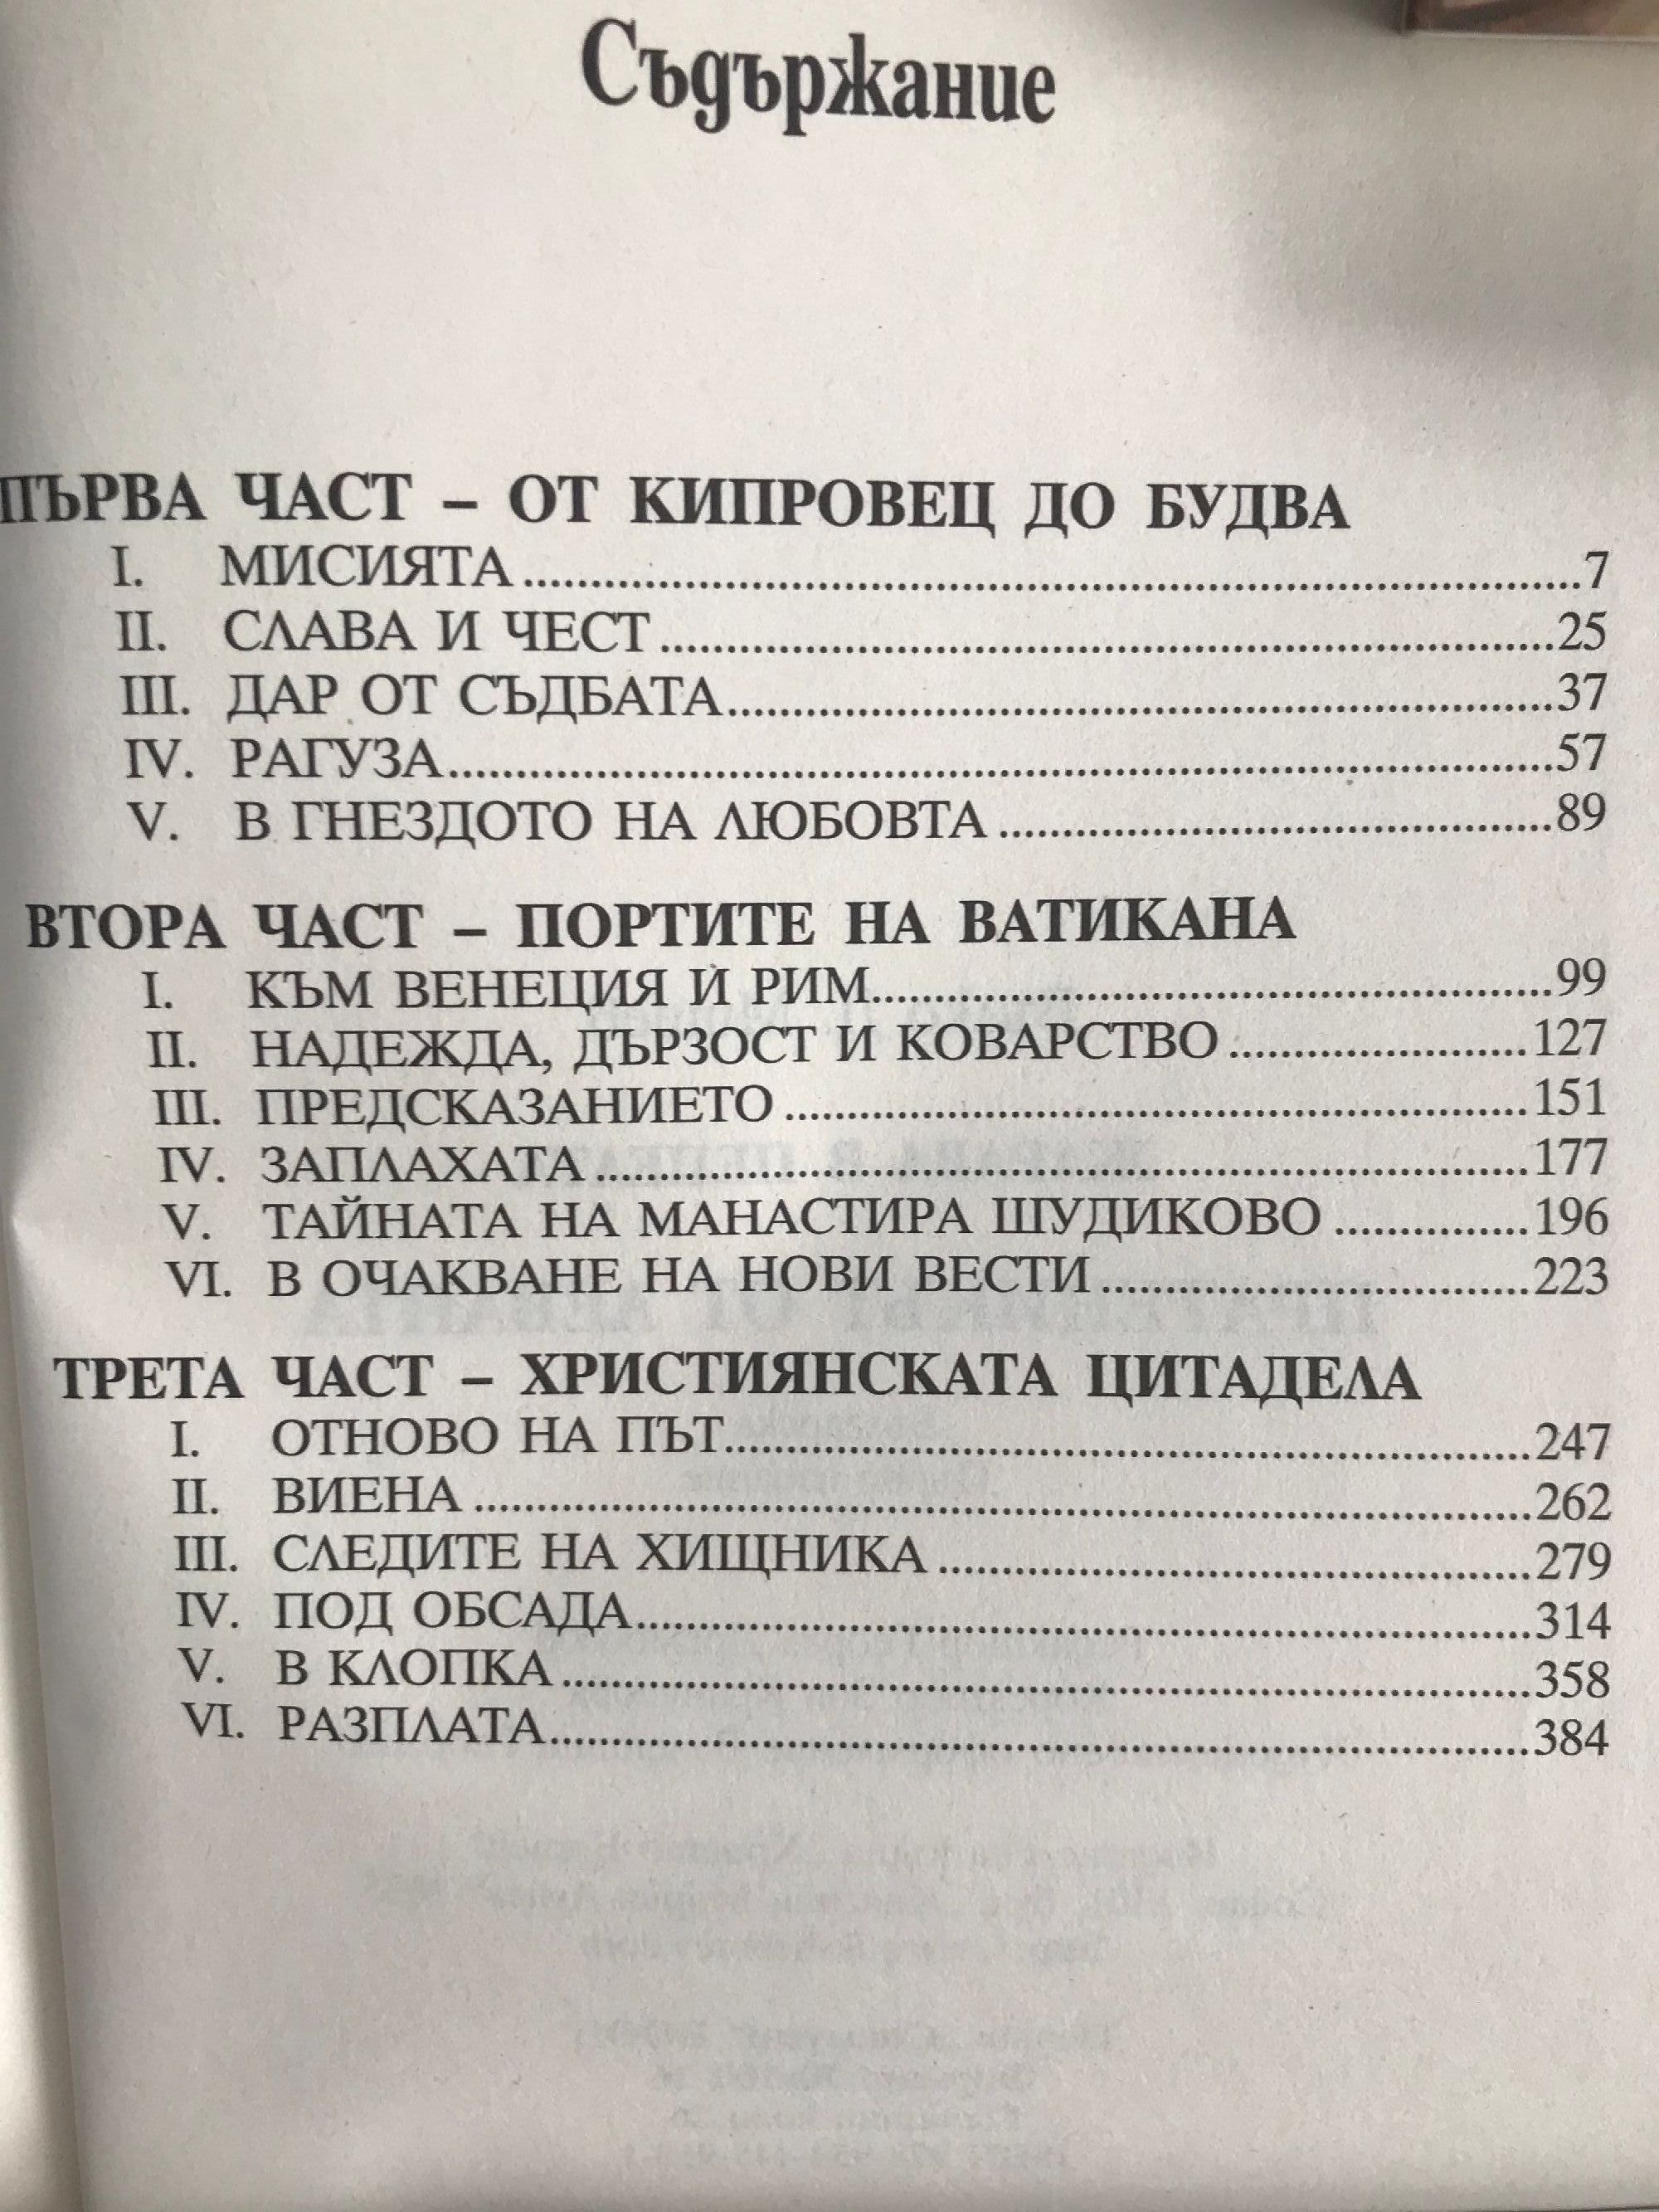 Съдържание
ПЪРВА ЧАСТ – ОТ КИПРОВЕЦ ДО БУДВА
I. МИСИЯТА........7
II. СЛАВА И ЧЕСТ........25
III. ДАР ОТ СЪДБАТА........37
IV. РАГУЗА........57
V. В ГНЕЗДОТО НА ЛЮБОВТА........89
ВТОРА ЧАСТ – ПОРТИТЕ НА ВАТИКАНА
I. КЪМ ВЕНЕЦИЯ И РИМ........99
II. НАДЕЖДА, ДЪРЗОСТ И КОВАРСТВО........127
III. ПРЕДСКАЗАНИЕТО........151
IV. ЗАПЛАХАТА........177
V. ТАЙНАТА НА МАНАСТИРА ШУДИКОВО........196
VI. В ОЧАКВАНЕ НА НОВИ ВЕСТИ........223
ТРЕТА ЧАСТ – ХРИСТИЯНСКАТА ЦИТАДЕЛА
I. ОТНОВО НА ПЪТ........247
II. ВИЕНА........262
III. СЛЕДИТЕ НА ХИЩНИКА........279
IV. ПОД ОБСАДА........314
V. В КЛОПКА........358
VI. РАЗПЛАТА........384